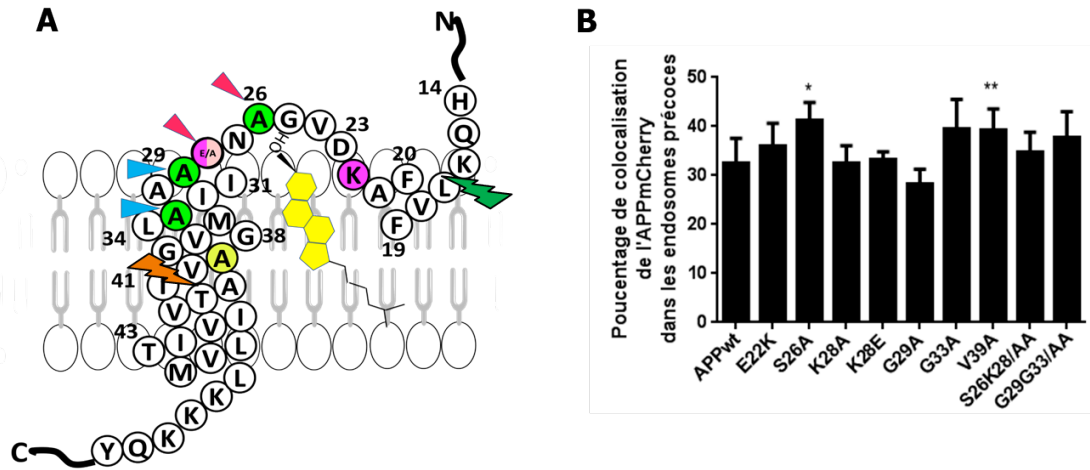 A
N
14
H
Q
K
L
V
F
19
F
20
A
K
D
23
V
G
A
26
N
E/A
A
29
A
I
I
31
L
34
A
M
G
38
V
G
V
A
41
I
T
A
V
V
I
43
T
I
V
L
M
L
K
K
K
Q
Y
C
OH
B
Poucentage de colocalisation
de l'APPmCherry
dans les endosomes précoces
50
40
30
20
10
0
*
**
APPwt
E22K
S26A
K28A
K28E
G29A
G33A
V39A
S26K28/AA
G29G33/AA